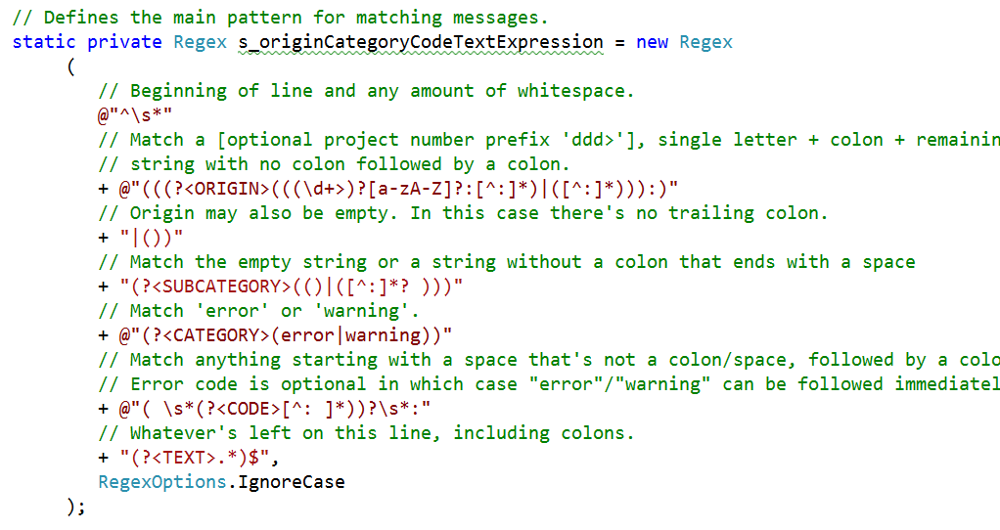 // Defines the main pattern for matching messages.
static private Regex s_originCategoryCodeTextExpression = new Regex
(
// Beginning of line and any amount of whitespace.
@"^\s*"
// Match a [optional project number prefix 'ddd>'], single letter + colon + remainin
// string with no colon followed by a colon.
+ @"(((?<ORIGIN>(((\d+>)?[a-zA-Z]?:[^:]*)|([^:]*))):)"
// Origin may also be empty. In this case there's no trailing colon.
+ "|())"
// Match the empty string or a string without a colon that ends with a space
+ "(?<SUBCATEGORY>(()|([^:]*? )))"
// Match 'error' or 'warning'.
+ @"(?<CATEGORY>(error|warning))"
// Match anything starting with a space that's not a colon/space, followed by a colo
// Error code is optional in which case "error"/"warning" can be followed immediatel
+ @"( \s*(?<CODE>[^: ]*))?\s*:"
// Whatever's left on this line, including colons.
+ "(?<TEXT>.*)$",
RegexOptions.IgnoreCase
);